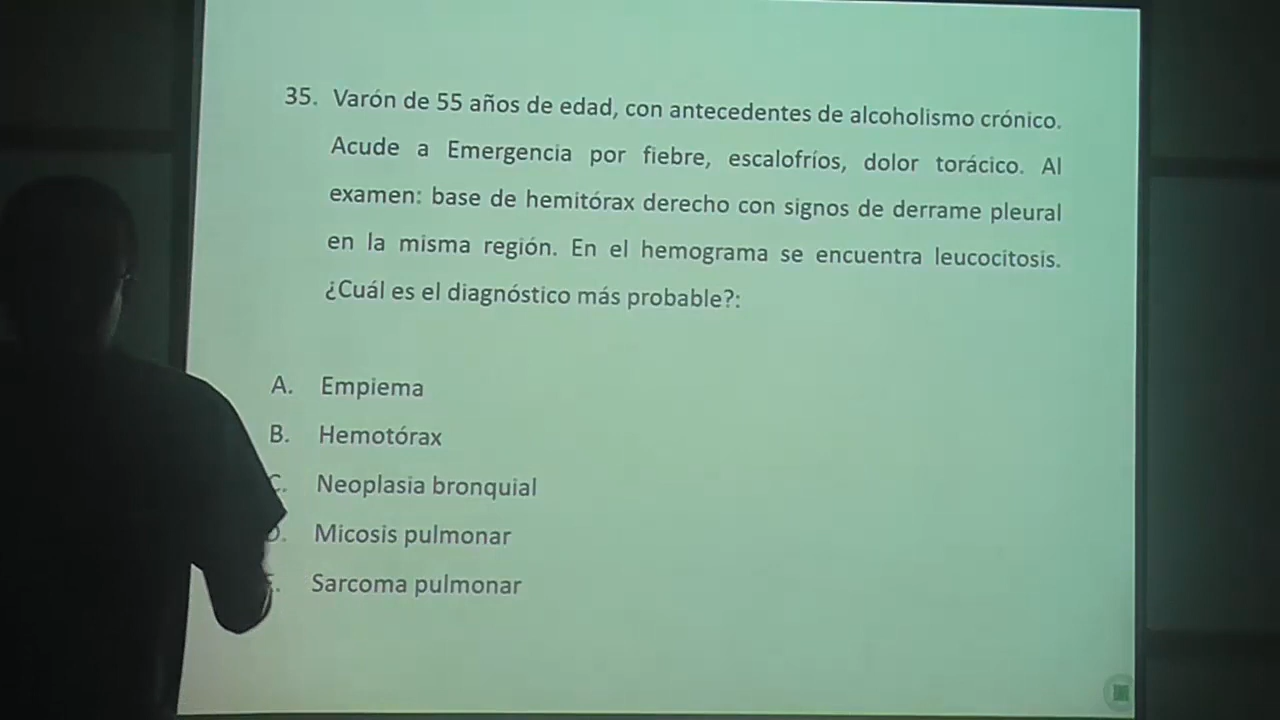 35. Varón de 55 años de edad, con antecedentes de alcoholismo crónico.
Acude a Emergencia por fiebre, escalofríos, dolor torácico. Al
examen: base de hemitórax derecho con signos de derrame pleural
en la misma región. En el hemograma se encuentra leucocitosis.
¿Cuál es el diagnóstico más probable?:
A. Empiema
B. Hemotórax
C. Neoplasia bronquial
D. Micosis pulmonar
E. Sarcoma pulmonar